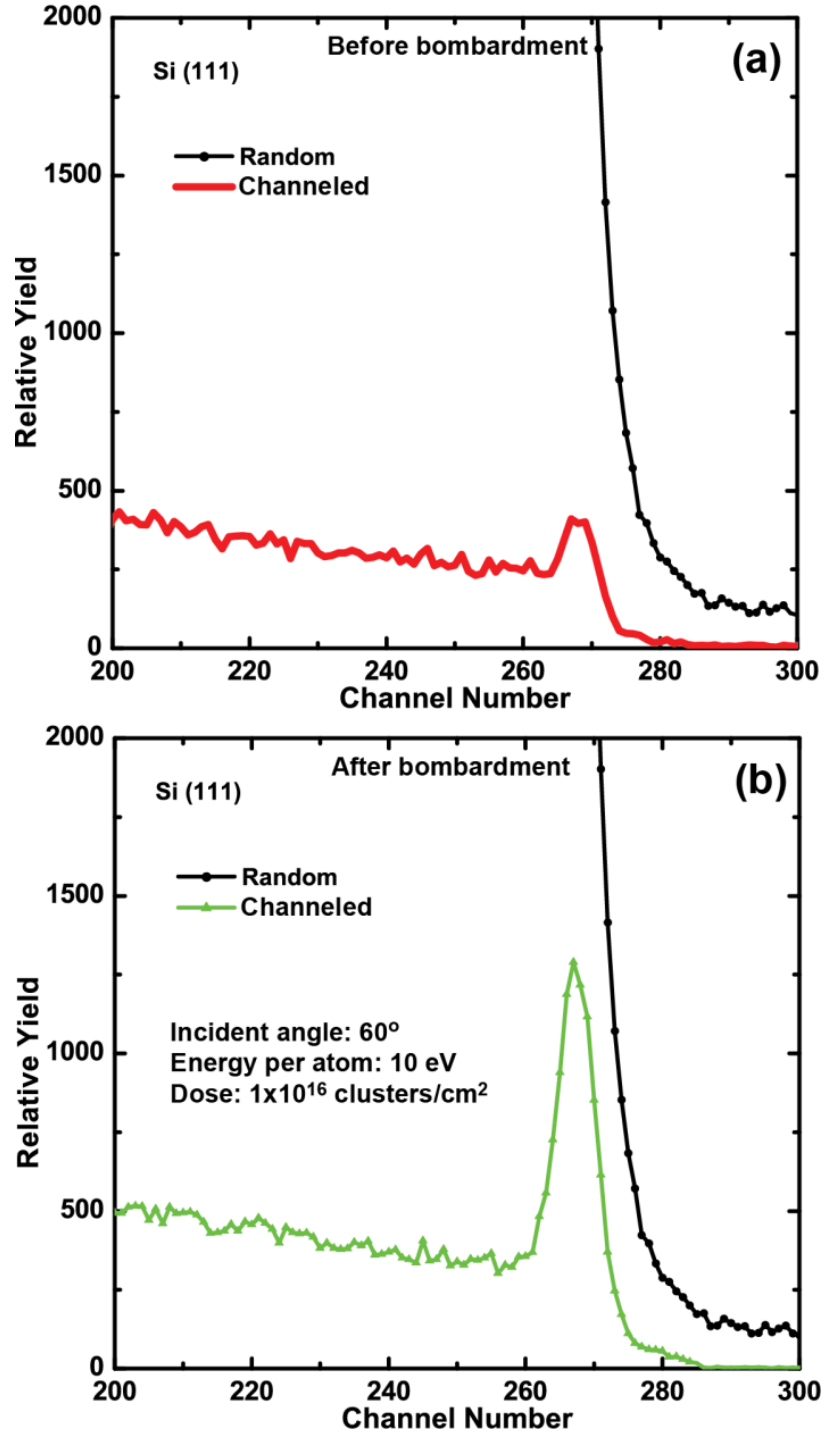 2000
Before bombardment
(a)
Si (111)
Random
Channeled
1500
1000
500
0
Relative Yield
200
220
240
260
280
300
Channel Number
2000
After bombardment
(b)
Si (111)
Random
Channeled
1500
Incident angle: 60º
Energy per atom: 10 eV
Dose: 1x10¹⁶ clusters/cm²
1000
500
0
Relative Yield
200
220
240
260
280
300
Channel Number